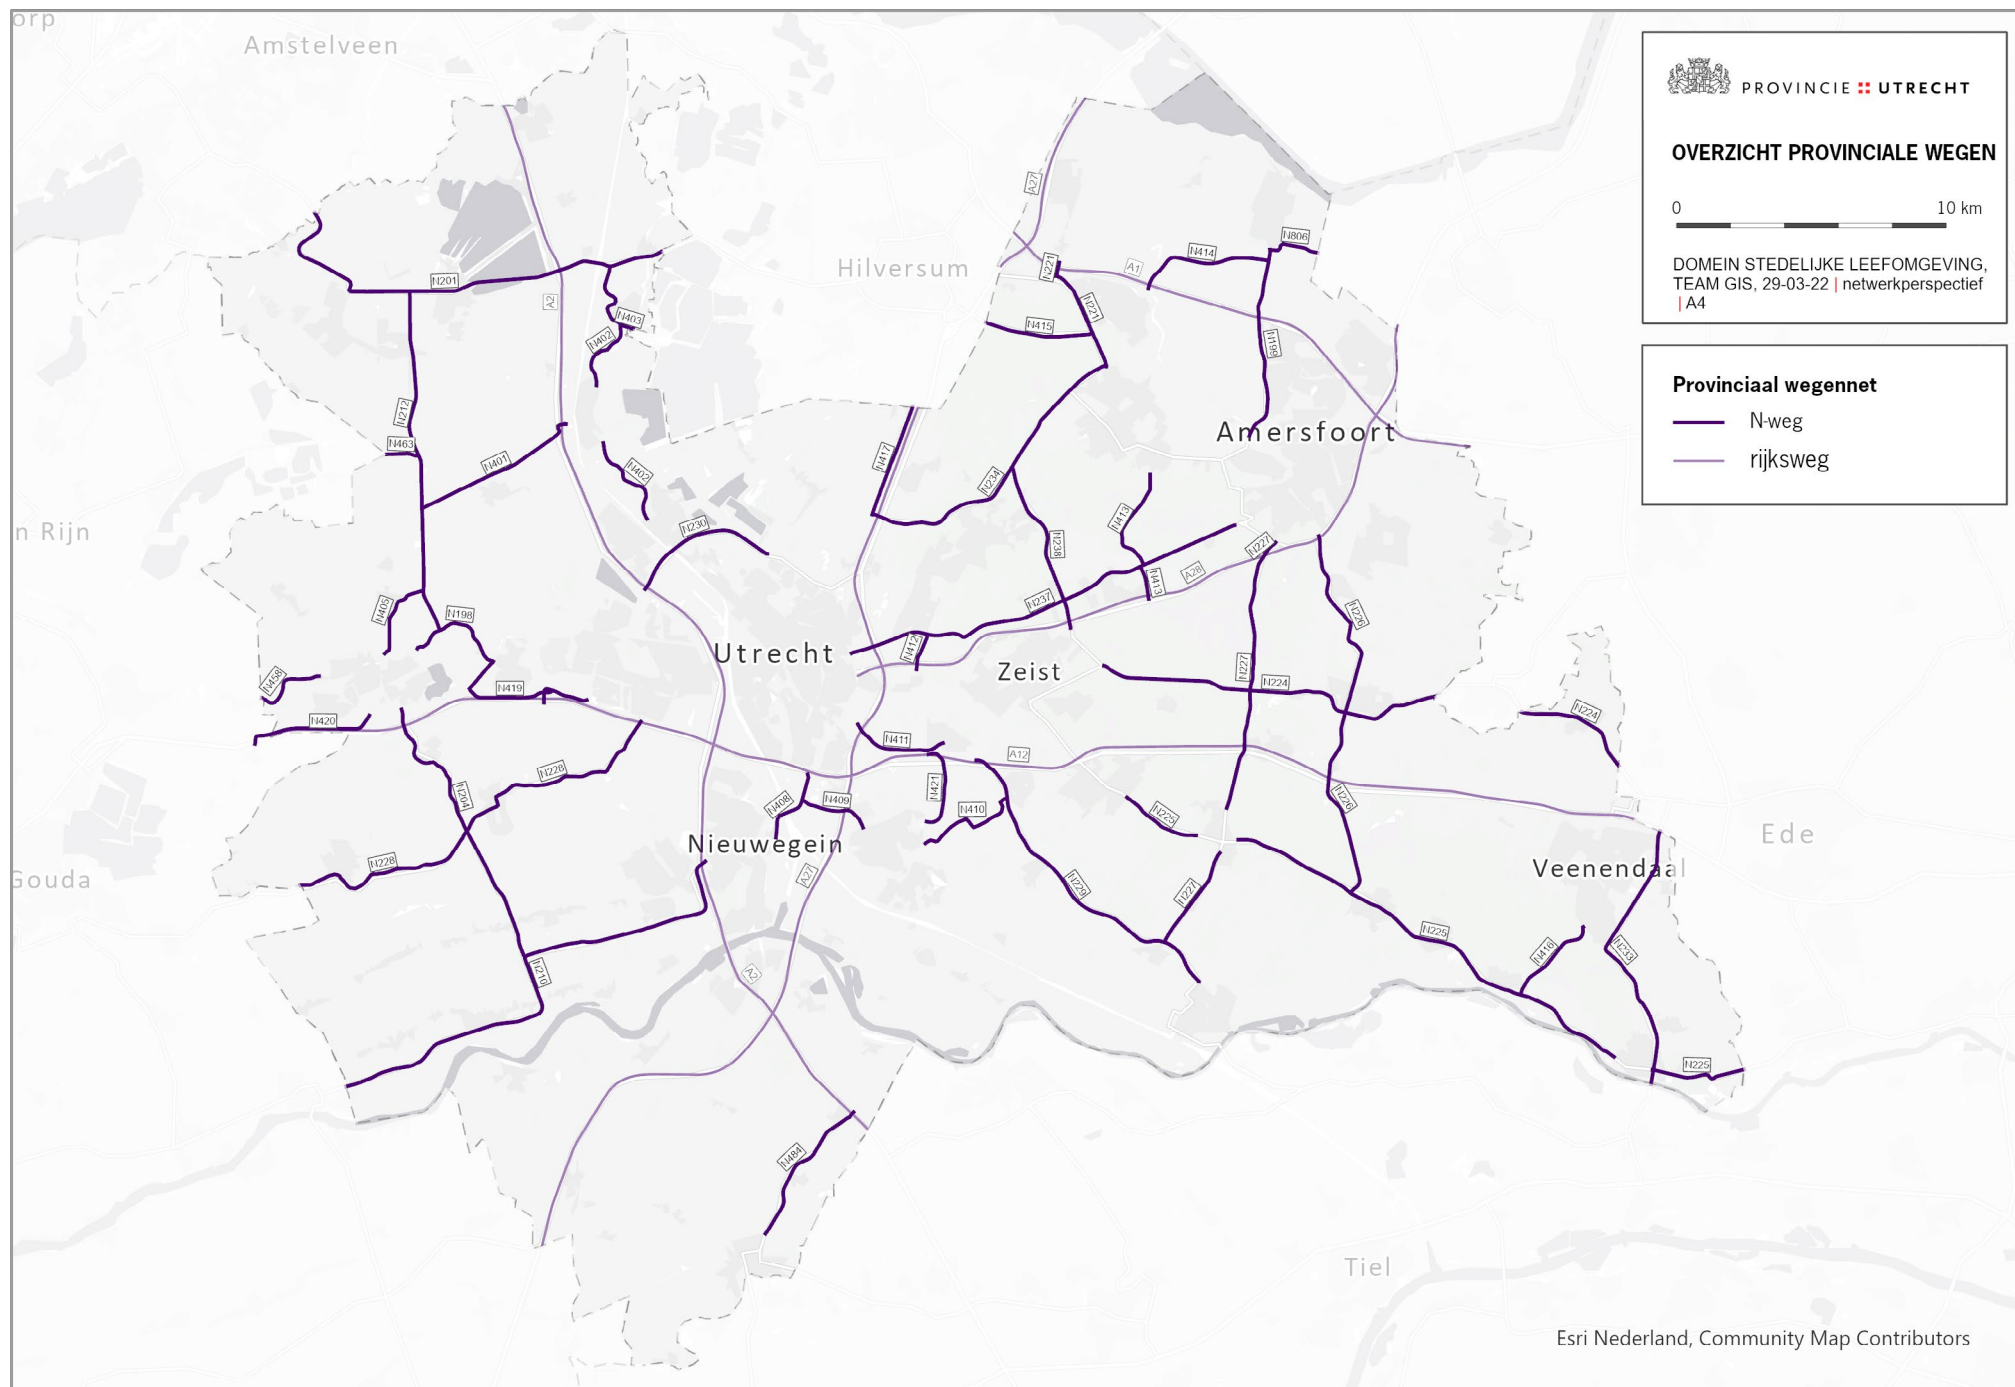 orp
Amstelveen
PROVINCIE UTRECHT
OVERZICHT PROVINCIALE WEGEN
0 10 km
DOMEIN STEDELIJKE LEEFOMGEVING,
TEAM GIS, 29-03-22 | netwerkperspectief
| A4
Provinciaal wegennet
N-weg
rijksweg
A27
N806
N414
N221
A1
Hilversum
N201
A2
N221
N403
N415
N402
N199
N212
Amersfoort
N463
N417
N401
N402
N234
n Rijn
N413
N230
N238
N227
A28
N413
N237
N405
N198
N226
Utrecht
N412
Zeist
N227
N458
N419
N224
N420
N224
N411
A12
N228
N421
N204
N408
N409
N410
N225
N226
Nieuwegein
Ede
N228
Veenendaal
Gouda
A27
N229
N227
N225
N416
N233
N210
A2
N225
N484
Tiel
Esri Nederland, Community Map Contributors